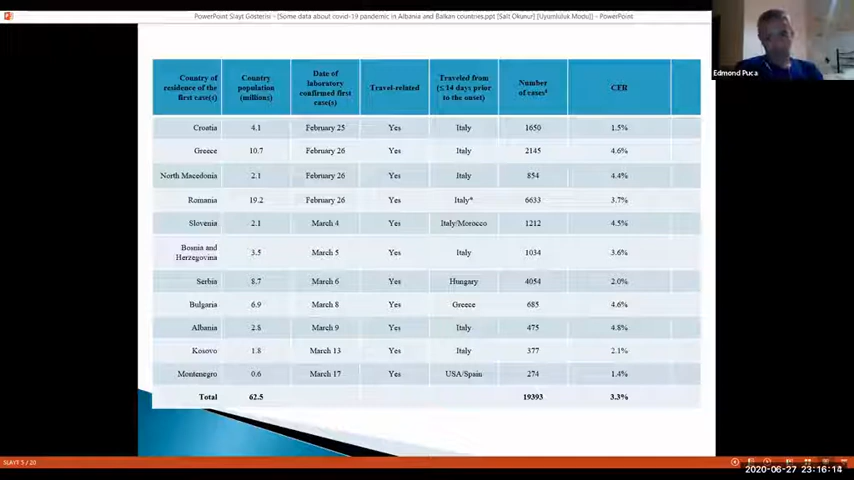 PowerPoint Slayt Gösterisi - [Some data about covid-19 pandemic in Albania and Balkan countries.ppt [Salt Okunur] [Uyumluluk Modu]] - PowerPoint
Edmond Puca
Country of residence of the first case(s) Country population (millions) Date of laboratory confirmed first case(s) Travel-related Traveled from (≤ 14 days prior to the onset) Number of cases CFR
Croatia 4.1 February 25 Yes Italy 1650 1.5%
Greece 10.7 February 26 Yes Italy 2145 4.6%
North Macedonia 2.1 February 26 Yes Italy 854 4.4%
Romania 19.2 February 26 Yes Italy* 6633 3.7%
Slovenia 2.1 March 4 Yes Italy/Morocco 1212 4.5%
Bosnia and Herzegovina 3.5 March 5 Yes Italy 1034 3.6%
Serbia 8.7 March 6 Yes Hungary 4054 2.0%
Bulgaria 6.9 March 8 Yes Greece 685 4.6%
Albania 2.8 March 9 Yes Italy 475 4.8%
Kosovo 1.8 March 13 Yes Italy 377 2.1%
Montenegro 0.6 March 17 Yes USA/Spain 274 1.4%
Total 62.5 19393 3.3%
SLAYT 5 / 20
2020-06-27 23:16:14